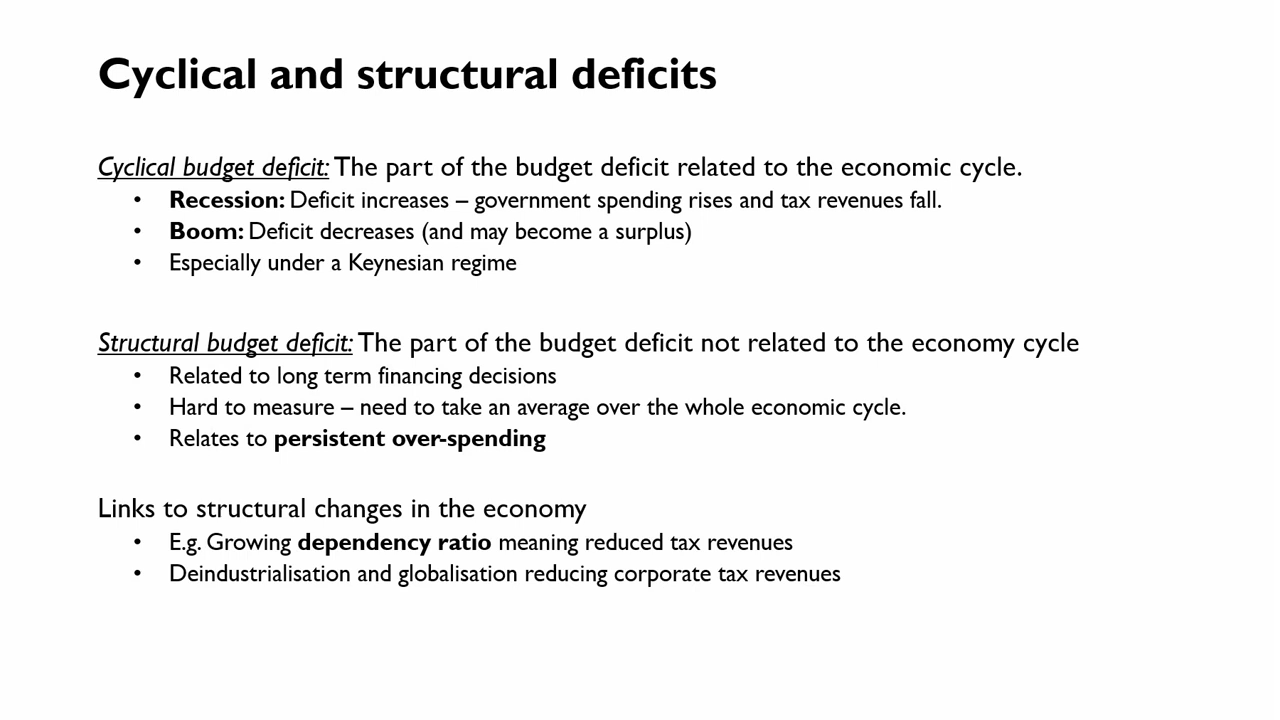 Cyclical and structural deficits
Cyclical budget deficit: The part of the budget deficit related to the economic cycle.
• Recession: Deficit increases – government spending rises and tax revenues fall.
• Boom: Deficit decreases (and may become a surplus)
• Especially under a Keynesian regime
Structural budget deficit: The part of the budget deficit not related to the economy cycle
• Related to long term financing decisions
• Hard to measure – need to take an average over the whole economic cycle.
• Relates to persistent over-spending
Links to structural changes in the economy
• E.g. Growing dependency ratio meaning reduced tax revenues
• Deindustrialisation and globalisation reducing corporate tax revenues